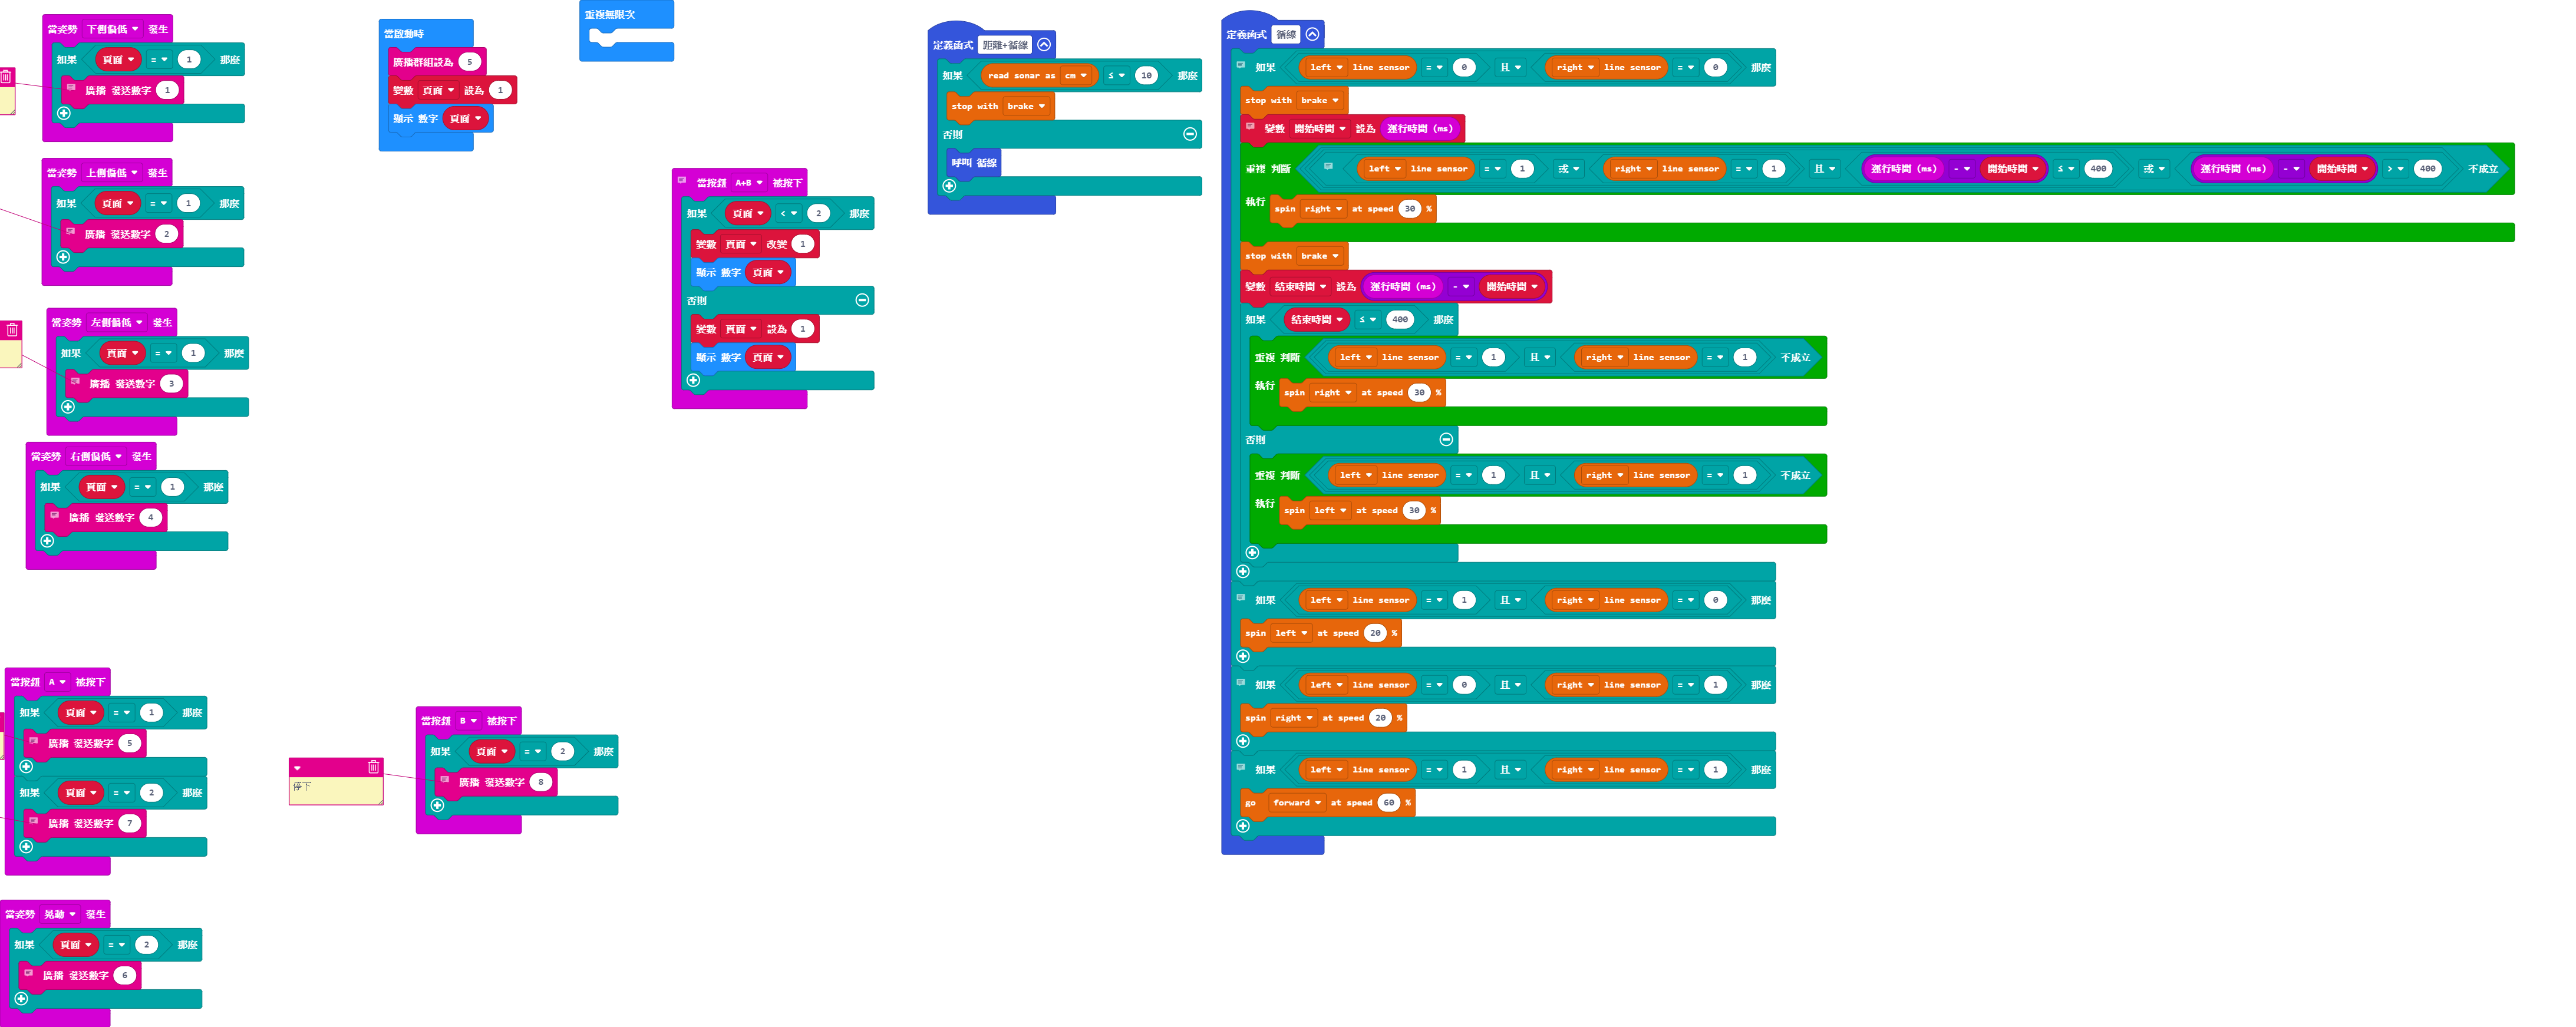 當姿勢 下側偏低 發生
如果 頁面 = 1 那麼
廣播 發送數字 1
當姿勢 上側偏低 發生
如果 頁面 = 1 那麼
廣播 發送數字 2
當姿勢 左側偏低 發生
如果 頁面 = 1 那麼
廣播 發送數字 3
當姿勢 右側偏低 發生
如果 頁面 = 1 那麼
廣播 發送數字 4
當按鈕 A 被按下
如果 頁面 = 1 那麼
廣播 發送數字 5
如果 頁面 = 2 那麼
廣播 發送數字 7
當姿勢 晃動 發生
如果 頁面 = 2 那麼
廣播 發送數字 6
當啟動時
廣播群組設為 5
變數 頁面 設為 1
顯示 數字 頁面
停下
當按鈕 B 被按下
如果 頁面 = 2 那麼
廣播 發送數字 8
重複無限次
當按鈕 A+B 被按下
如果 頁面 < 2 那麼
變數 頁面 改變 1
顯示 數字 頁面
否則
變數 頁面 設為 1
顯示 數字 頁面
定義函式 距離+循線
如果 read sonar as cm ≤ 10 那麼
stop with brake
否則
呼叫 循線
定義函式 循線
如果 left line sensor = 0 且 right line sensor = 0 那麼
stop with brake
變數 開始時間 設為 運行時間 (ms)
重複 判斷 left line sensor = 1 或 right line sensor = 1 且 運行時間 (ms) - 開始時間 ≤ 400 或 運行時間 (ms) - 開始時間 > 400 不成立
執行 spin right at speed 30 %
stop with brake
變數 結束時間 設為 運行時間 (ms) - 開始時間
如果 結束時間 ≤ 400 那麼
重複 判斷 left line sensor = 1 且 right line sensor = 1 不成立
執行 spin right at speed 30 %
否則
重複 判斷 left line sensor = 1 且 right line sensor = 1 不成立
執行 spin left at speed 30 %
如果 left line sensor = 1 且 right line sensor = 0 那麼
spin left at speed 20 %
如果 left line sensor = 0 且 right line sensor = 1 那麼
spin right at speed 20 %
如果 left line sensor = 1 且 right line sensor = 1 那麼
go forward at speed 60 %